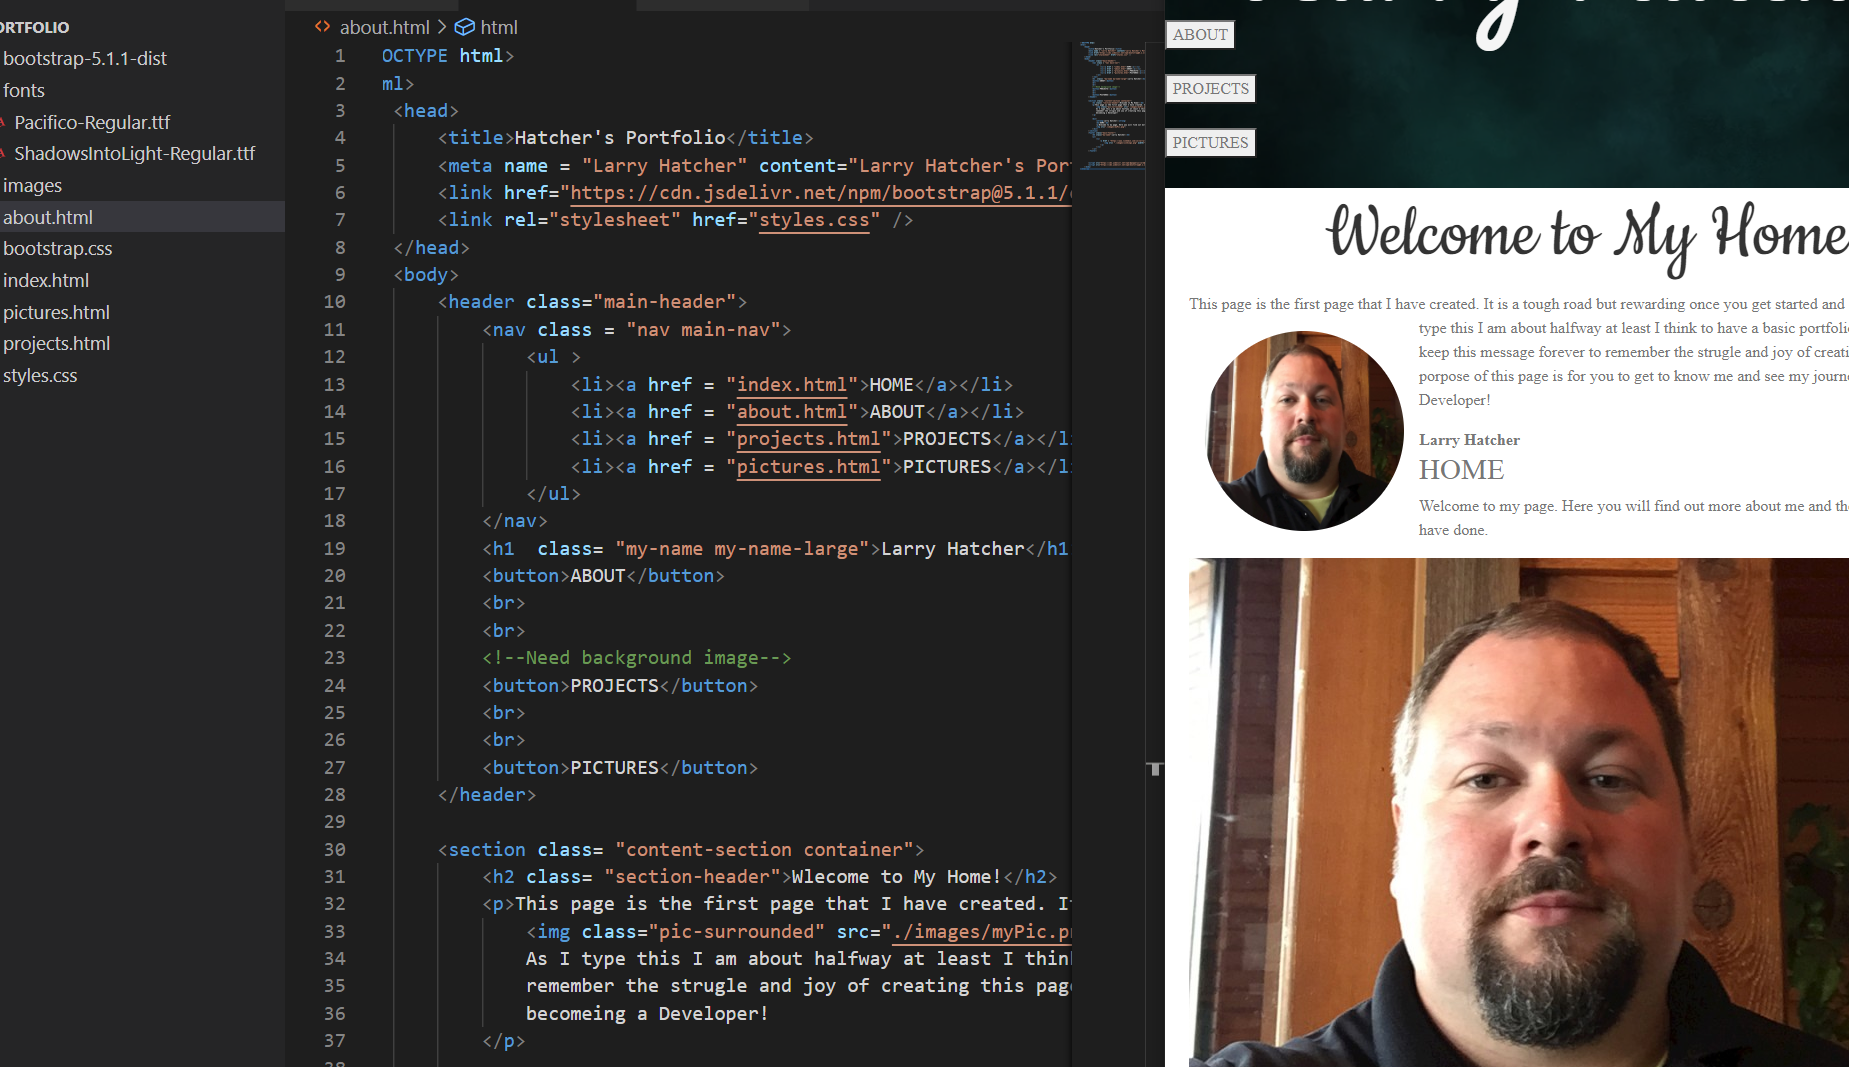 ORTFOLIO
bootstrap-5.1.1-dist
fonts
Pacifico-Regular.ttf
ShadowsIntoLight-Regular.ttf
images
about.html
bootstrap.css
index.html
pictures.html
projects.html
styles.css
about.html > html
1 OCTYPE html>
2 ml>
3 <head>
4 <title>Hatcher's Portfolio</title>
5 <meta name = "Larry Hatcher" content="Larry Hatcher's Por
6 <link href="https://cdn.jsdelivr.net/npm/bootstrap@5.1.1/
7 <link rel="stylesheet" href="styles.css" />
8 </head>
9 <body>
10 <header class="main-header">
11 <nav class = "nav main-nav">
12 <ul >
13 <li><a href = "index.html">HOME</a></li>
14 <li><a href = "about.html">ABOUT</a></li>
15 <li><a href = "projects.html">PROJECTS</a></l
16 <li><a href = "pictures.html">PICTURES</a></l
17 </ul>
18 </nav>
19 <h1  class= "my-name my-name-large">Larry Hatcher</h1
20 <button>ABOUT</button>
21 <br>
22 <br>
23 <!--Need background image-->
24 <button>PROJECTS</button>
25 <br>
26 <br>
27 <button>PICTURES</button>
28 </header>
29
30 <section class= "content-section container">
31 <h2 class= "section-header">Wlecome to My Home!</h2>
32 <p>This page is the first page that I have created. I
33 <img class="pic-surrounded" src="./images/myPic.p
34 As I type this I am about halfway at least I thin
35 remember the strugle and joy of creating this pag
36 becomeing a Developer!
37 </p>
ABOUT
PROJECTS
PICTURES
Welcome to My Home
This page is the first page that I have created. It is a tough road but rewarding once you get started and
type this I am about halfway at least I think to have a basic portfoli
keep this message forever to remember the strugle and joy of creati
porpose of this page is for you to get to know me and see my journ
Developer!
Larry Hatcher
HOME
Welcome to my page. Here you will find out more about me and th
have done.